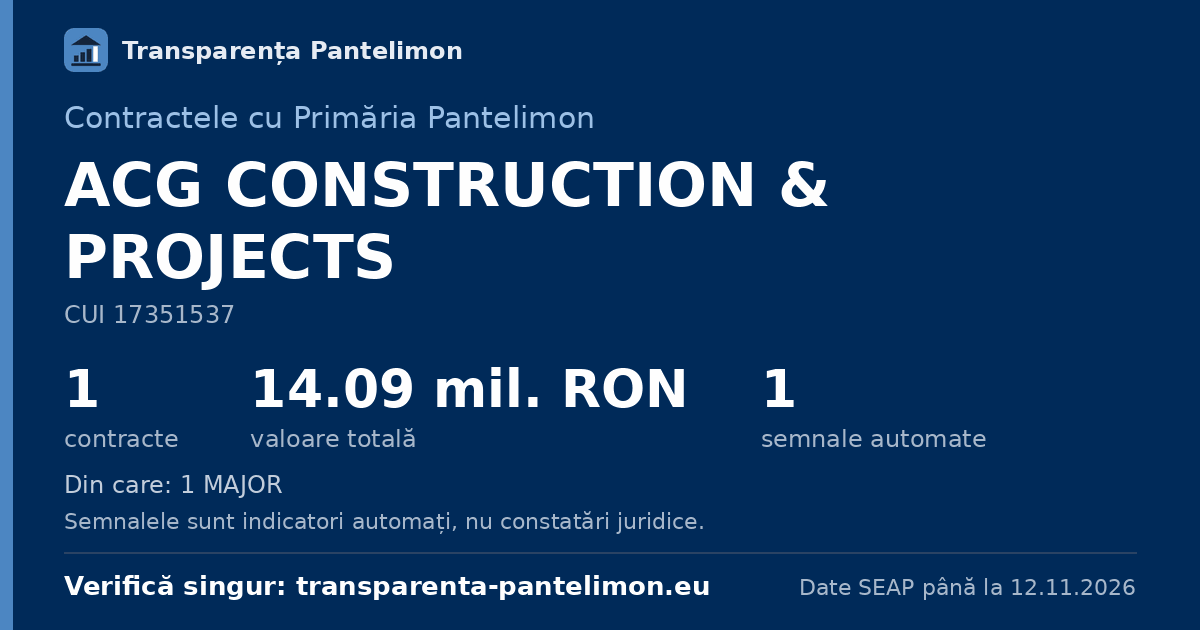 Transparența Pantelimon
Contractele cu Primăria Pantelimon
ACG CONSTRUCTION &
PROJECTS
CUI 17351537
1 14.09 mil. RON 1
contracte valoare totală semnale automate
Din care: 1 MAJOR
Semnalele sunt indicatori automați, nu constatări juridice.
Verifică singur: transparenta-pantelimon.eu Date SEAP până la 12.11.2026